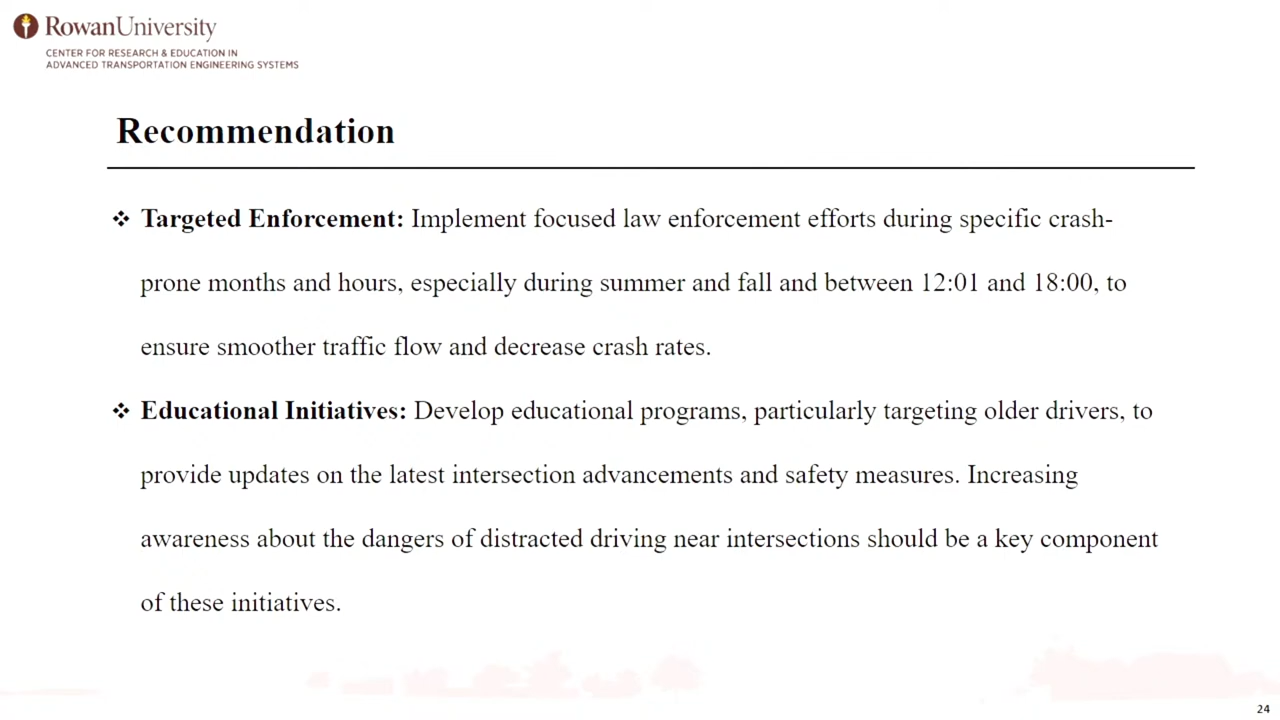 RowanUniversity
CENTER FOR RESEARCH & EDUCATION IN
ADVANCED TRANSPORTATION ENGINEERING SYSTEMS
Recommendation
❖ Targeted Enforcement: Implement focused law enforcement efforts during specific crash-
prone months and hours, especially during summer and fall and between 12:01 and 18:00, to
ensure smoother traffic flow and decrease crash rates.
❖ Educational Initiatives: Develop educational programs, particularly targeting older drivers, to
provide updates on the latest intersection advancements and safety measures. Increasing
awareness about the dangers of distracted driving near intersections should be a key component
of these initiatives.
24